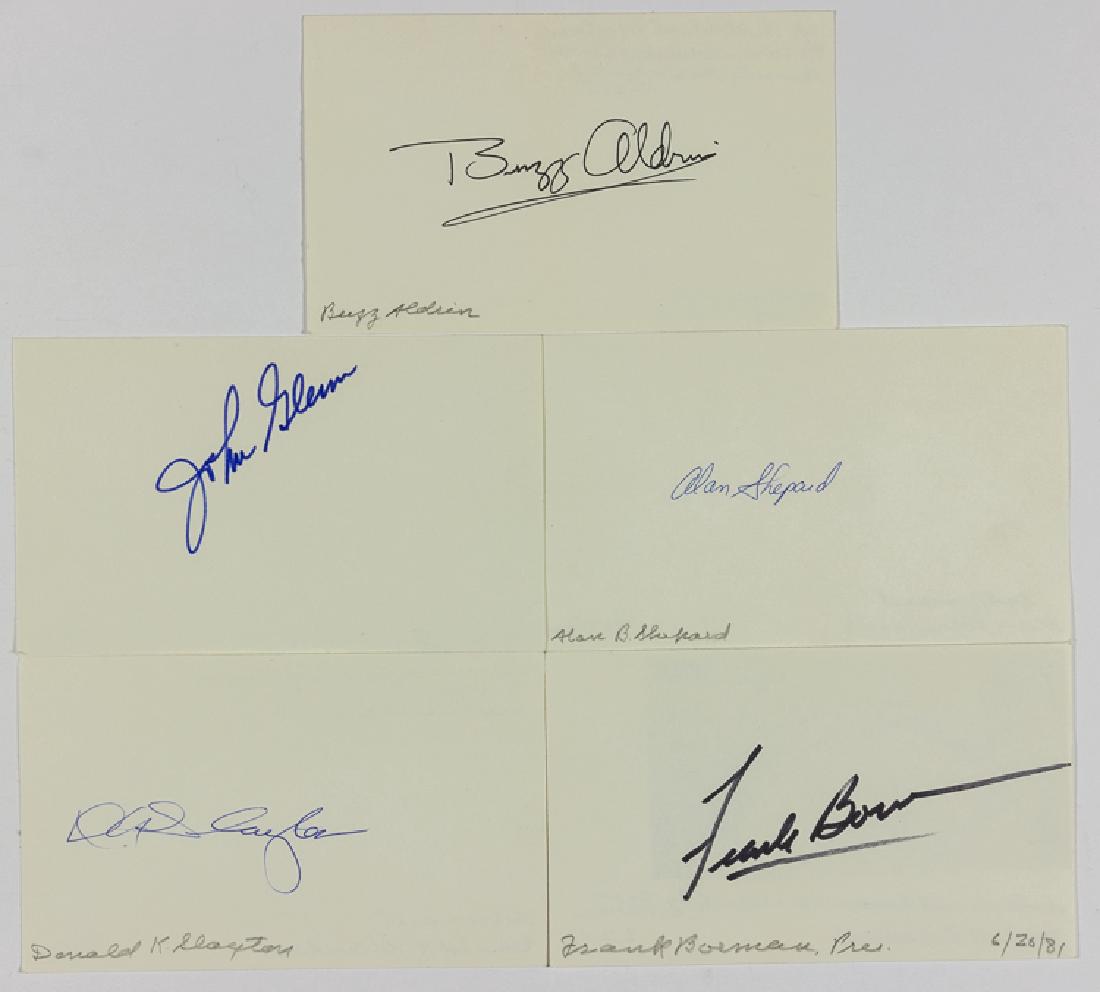 Buzz Aldrin
Buzz Aldrin
John Glenn
Alan Shepard
Alan B. Shepard
D.K. Slayton
Donald K Slayton
Frank Borman
Frank Borman, Pres. 6/20/81